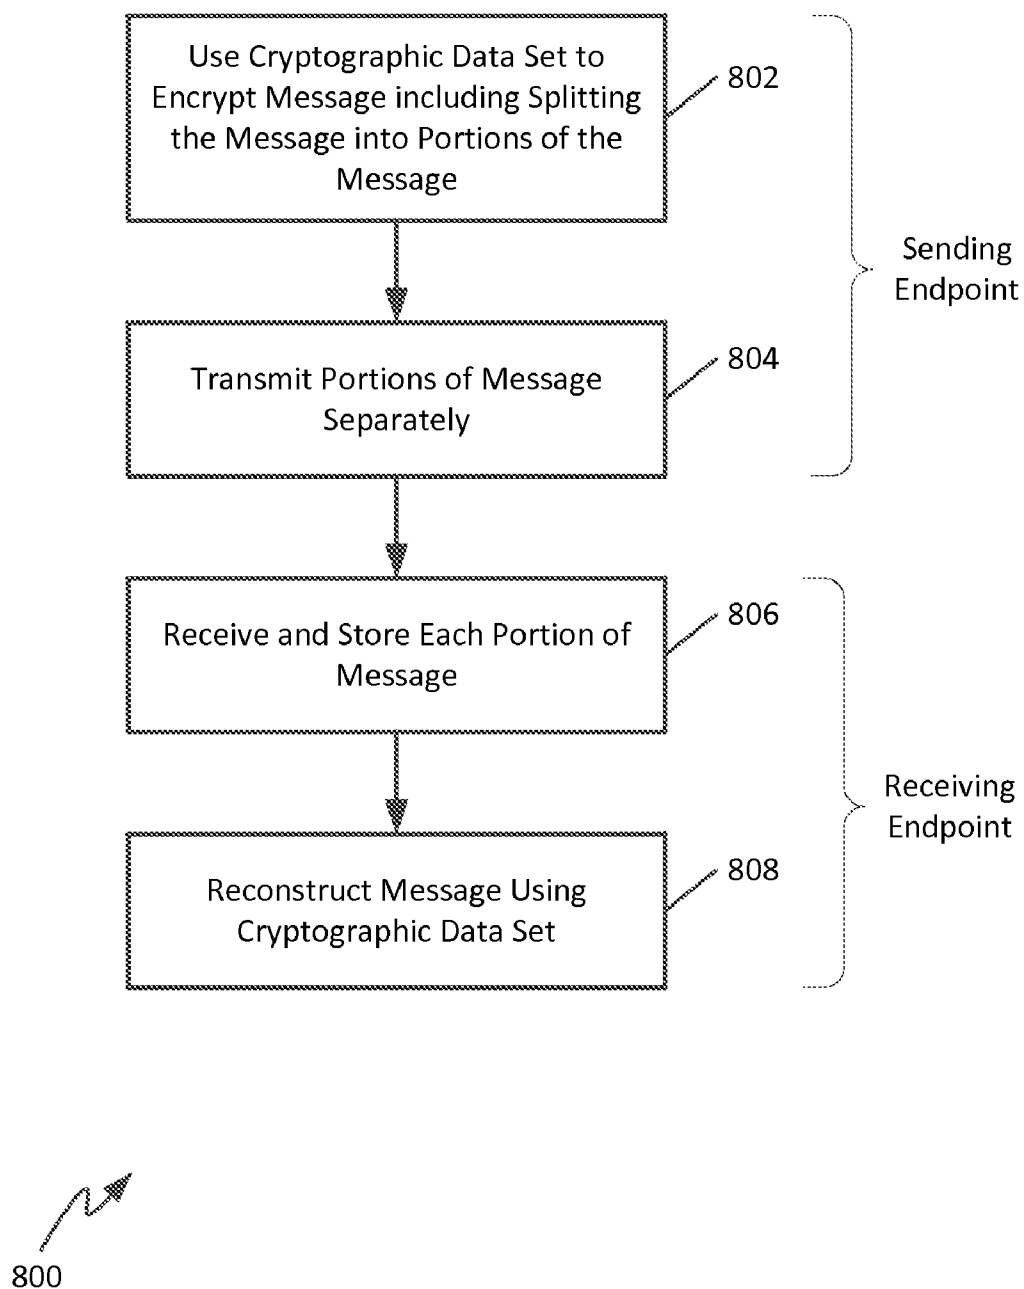 Use Cryptographic Data Set to
Encrypt Message including Splitting
the Message into Portions of the
Message
802
Sending
Endpoint
Transmit Portions of Message
Separately
804
Receive and Store Each Portion of
Message
806
Receiving
Endpoint
Reconstruct Message Using
Cryptographic Data Set
808
800